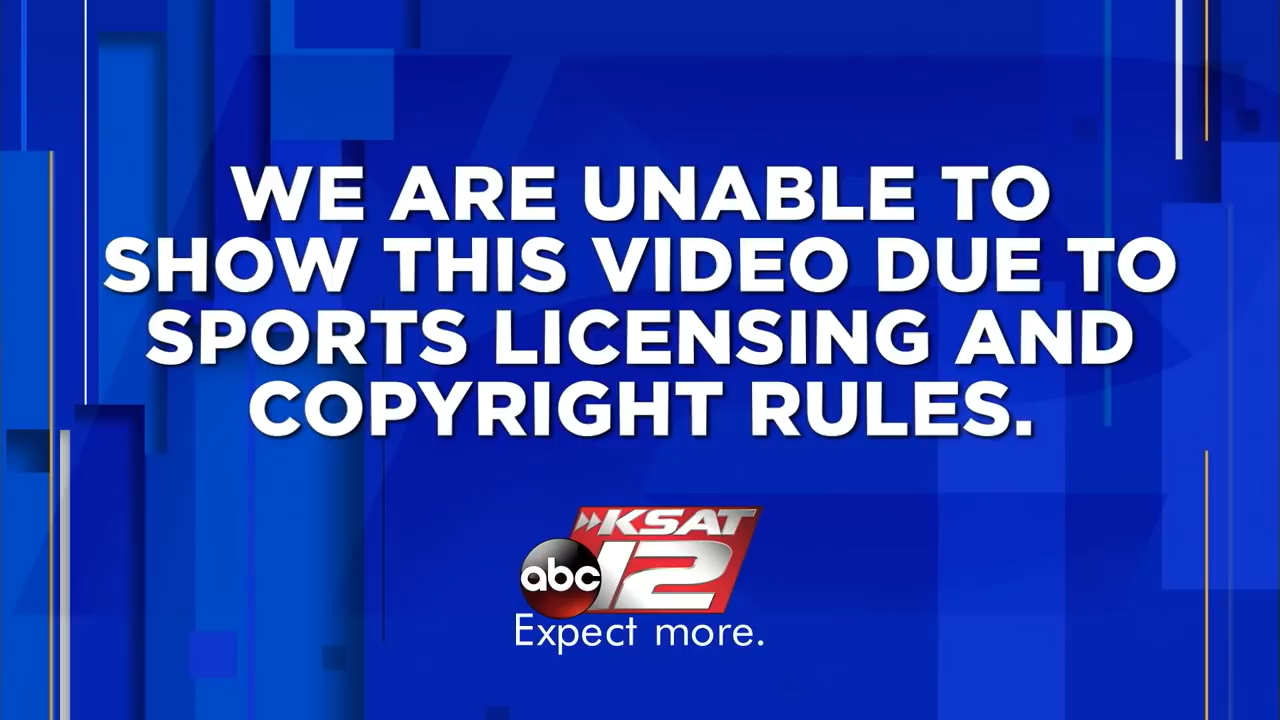 WE ARE UNABLE TO
SHOW THIS VIDEO DUE TO
SPORTS LICENSING AND
COPYRIGHT RULES.
KSAT
abc 12
Expect more.